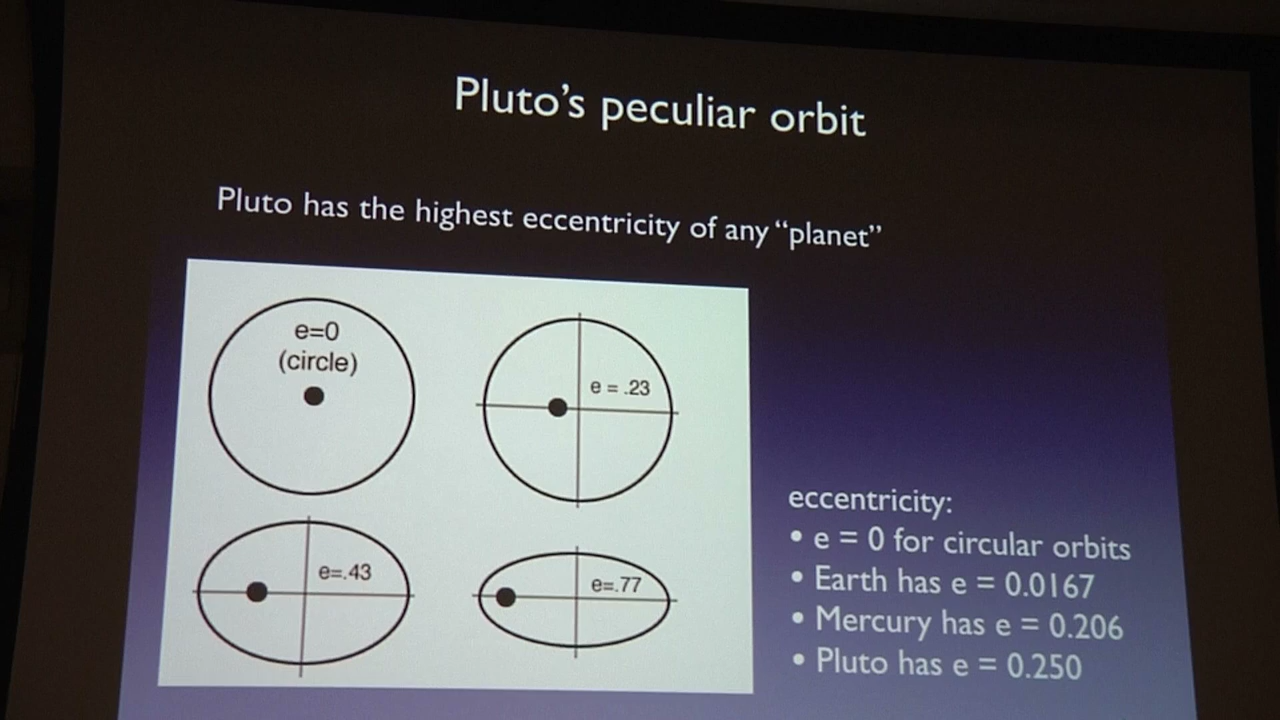 Pluto's peculiar orbit
Pluto has the highest eccentricity of any “planet”
e=0
(circle)
e = .23
e=.43
e=.77
eccentricity:
• e = 0 for circular orbits
• Earth has e = 0.0167
• Mercury has e = 0.206
• Pluto has e = 0.250